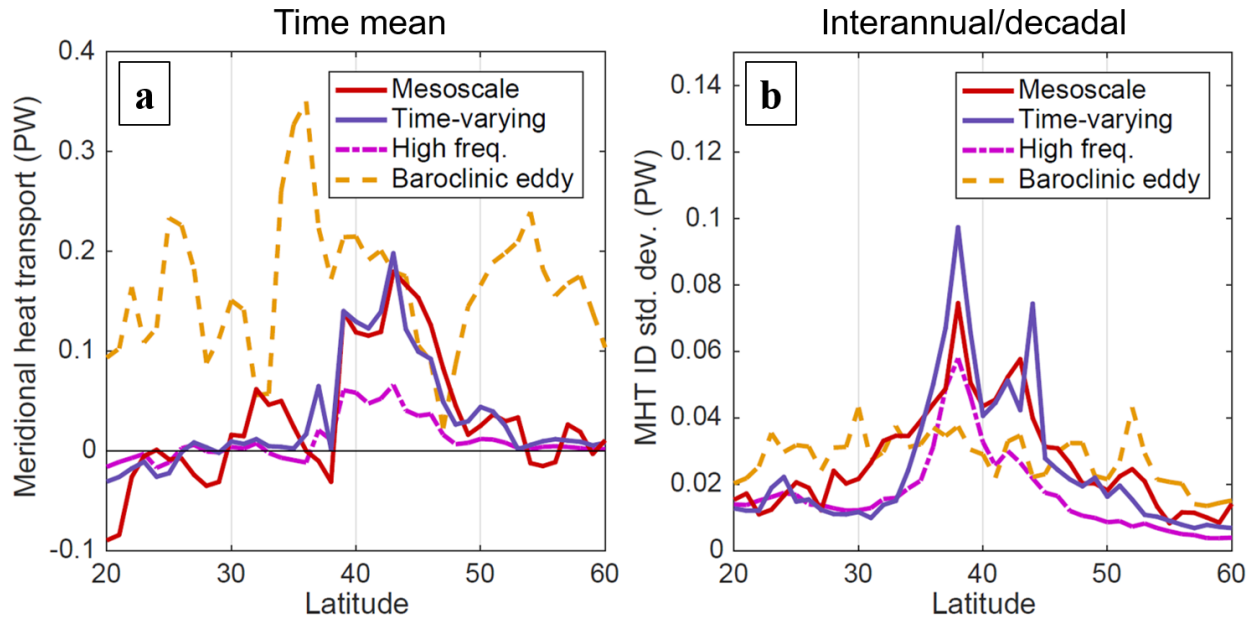 Time mean
a
Mesoscale
Time-varying
High freq.
Baroclinic eddy
Meridional heat transport (PW)
0.4
0.3
0.2
0.1
0
-0.1
20
30
40
50
60
Latitude
Interannual/decadal
b
Mesoscale
Time-varying
High freq.
Baroclinic eddy
MHT ID std. dev. (PW)
0.14
0.12
0.1
0.08
0.06
0.04
0.02
0
20
30
40
50
60
Latitude